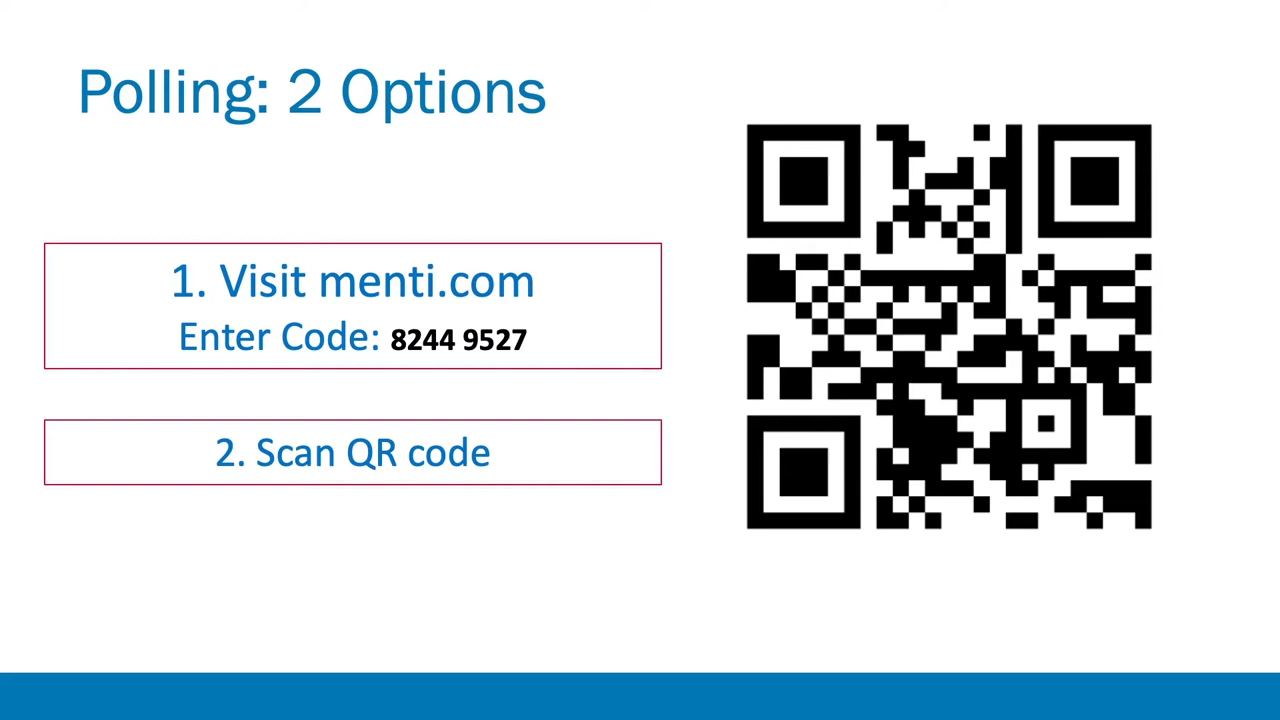 Polling: 2 Options
1. Visit menti.com
Enter Code: 8244 9527
2. Scan QR code